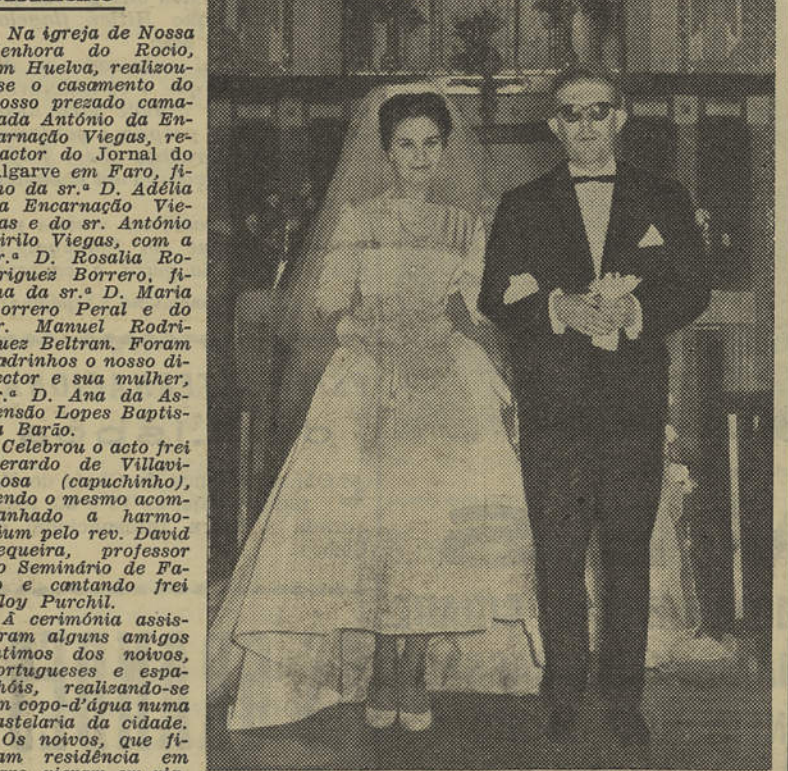 Na igreja de Nossa
enhora do Rocio,
m Huelva, realizou-
se o casamento do
osso prezado cama-
ada António da En-
arnação Viegas, re-
actor do Jornal do
lgarve em Faro, fi-
ho da sr.ª D. Adélia
a Encarnação Vie-
as e do sr. António
irilo Viegas, com a
r.ª D. Rosalia Ro-
riguez Borrero, fi-
ha da sr.ª D. Maria
orrero Peral e do
r. Manuel Rodri-
uez Beltran. Foram
adrinhos o nosso di-
ector e sua mulher,
r.ª D. Ana da As-
ensão Lopes Baptis-
a Barão.
Celebrou o acto frei
erardo de Villavi-
osa (capuchinho),
endo o mesmo acom-
anhado a harmo-
ium pelo rev. David
equeira, professor
o Seminário de Fa-
o e cantando frei
loy Purchil.
À cerimónia assis-
iram alguns amigos
ntimos dos noivos,
ortugueses e espa-
hóis, realizando-se
m copo-d'água numa
astelaria da cidade.
Os noivos, que fi-
am residência em